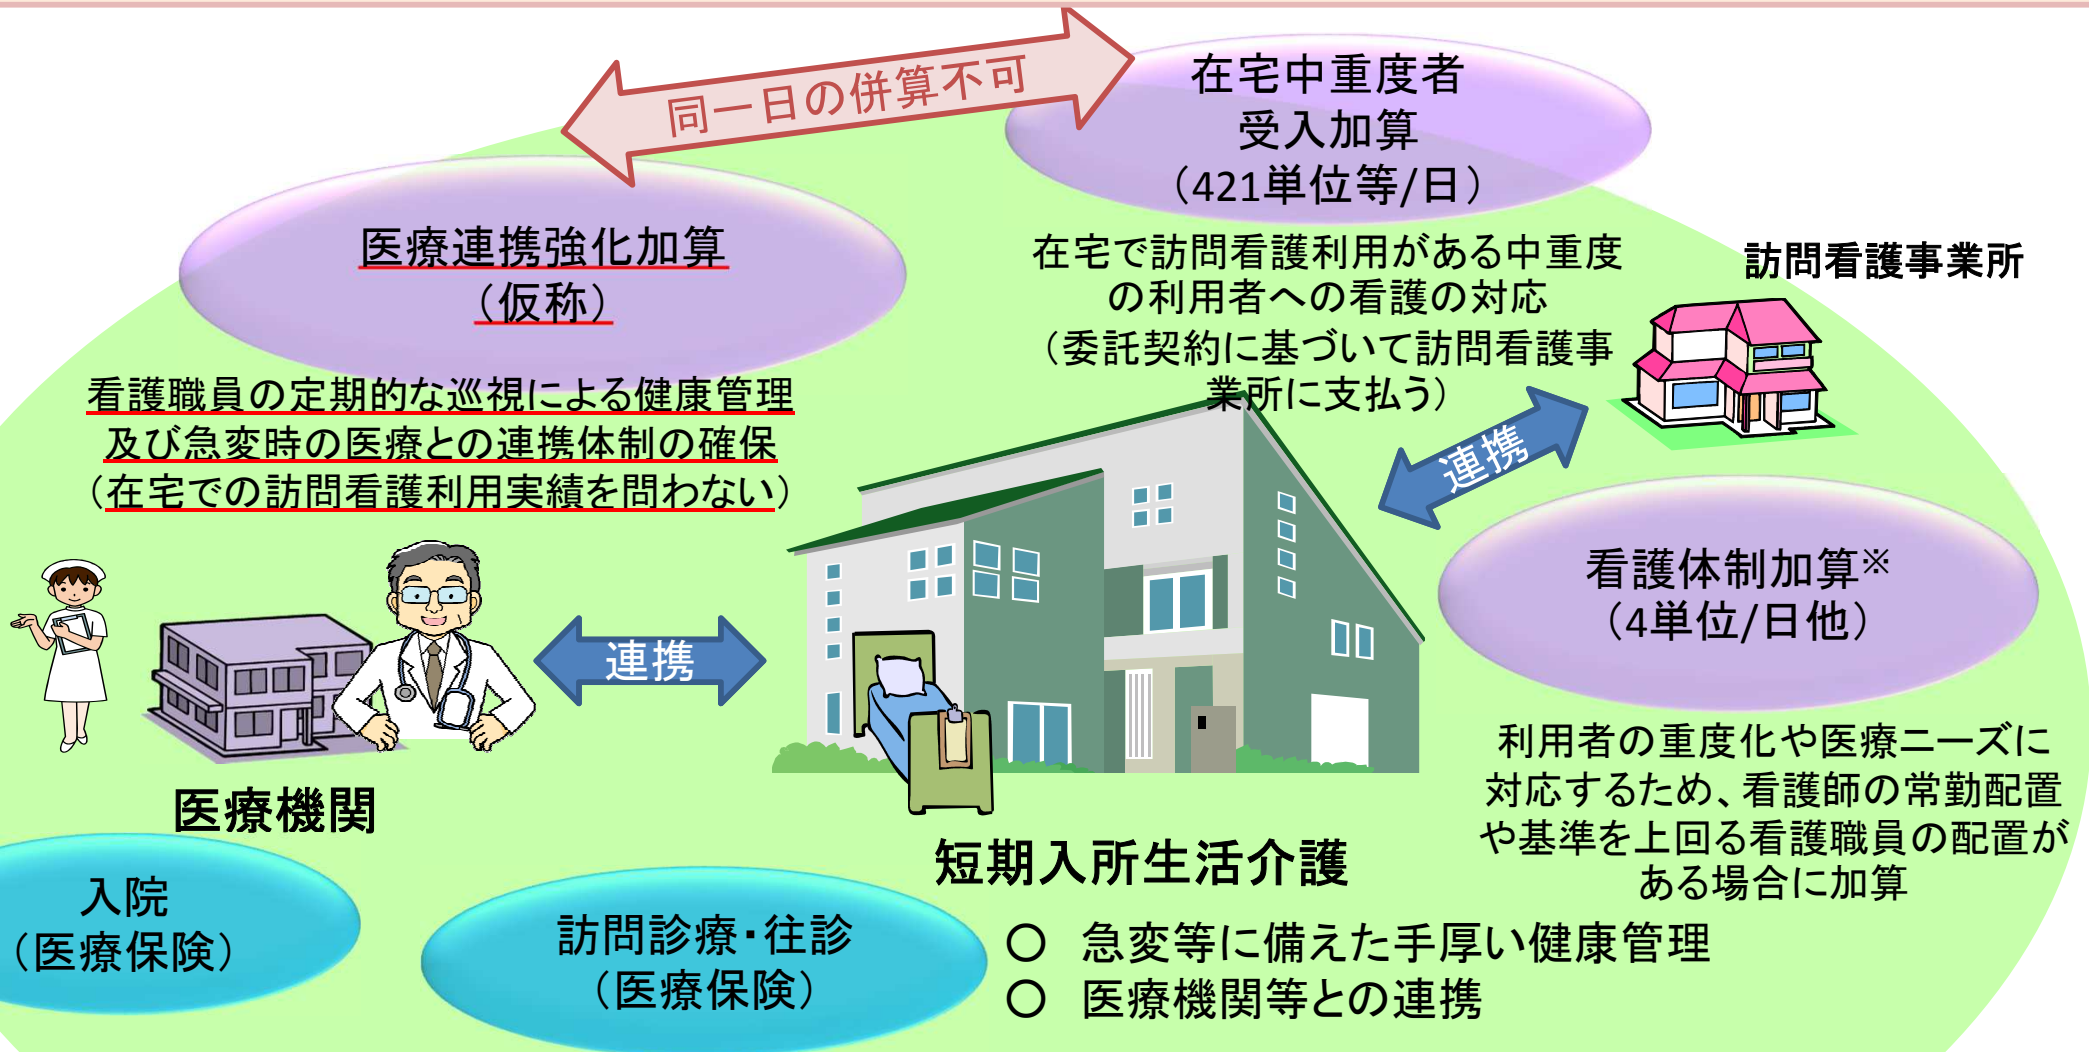 同一日の併算不可
在宅中重度者
受入加算
（421単位等/日）
医療連携強化加算
（仮称）
在宅で訪問看護利用がある中重度
の利用者への看護の対応
（委託契約に基づいて訪問看護事
業所に支払う）
訪問看護事業所
看護職員の定期的な巡視による健康管理
及び急変時の医療との連携体制の確保
（在宅での訪問看護利用実績を問わない）
連携
看護体制加算※
（4単位/日他）
連携
利用者の重度化や医療ニーズに
対応するため、看護師の常勤配置
や基準を上回る看護職員の配置が
ある場合に加算
医療機関
短期入所生活介護
入院
（医療保険）
訪問診療・往診
（医療保険）
○　急変等に備えた手厚い健康管理
○　医療機関等との連携